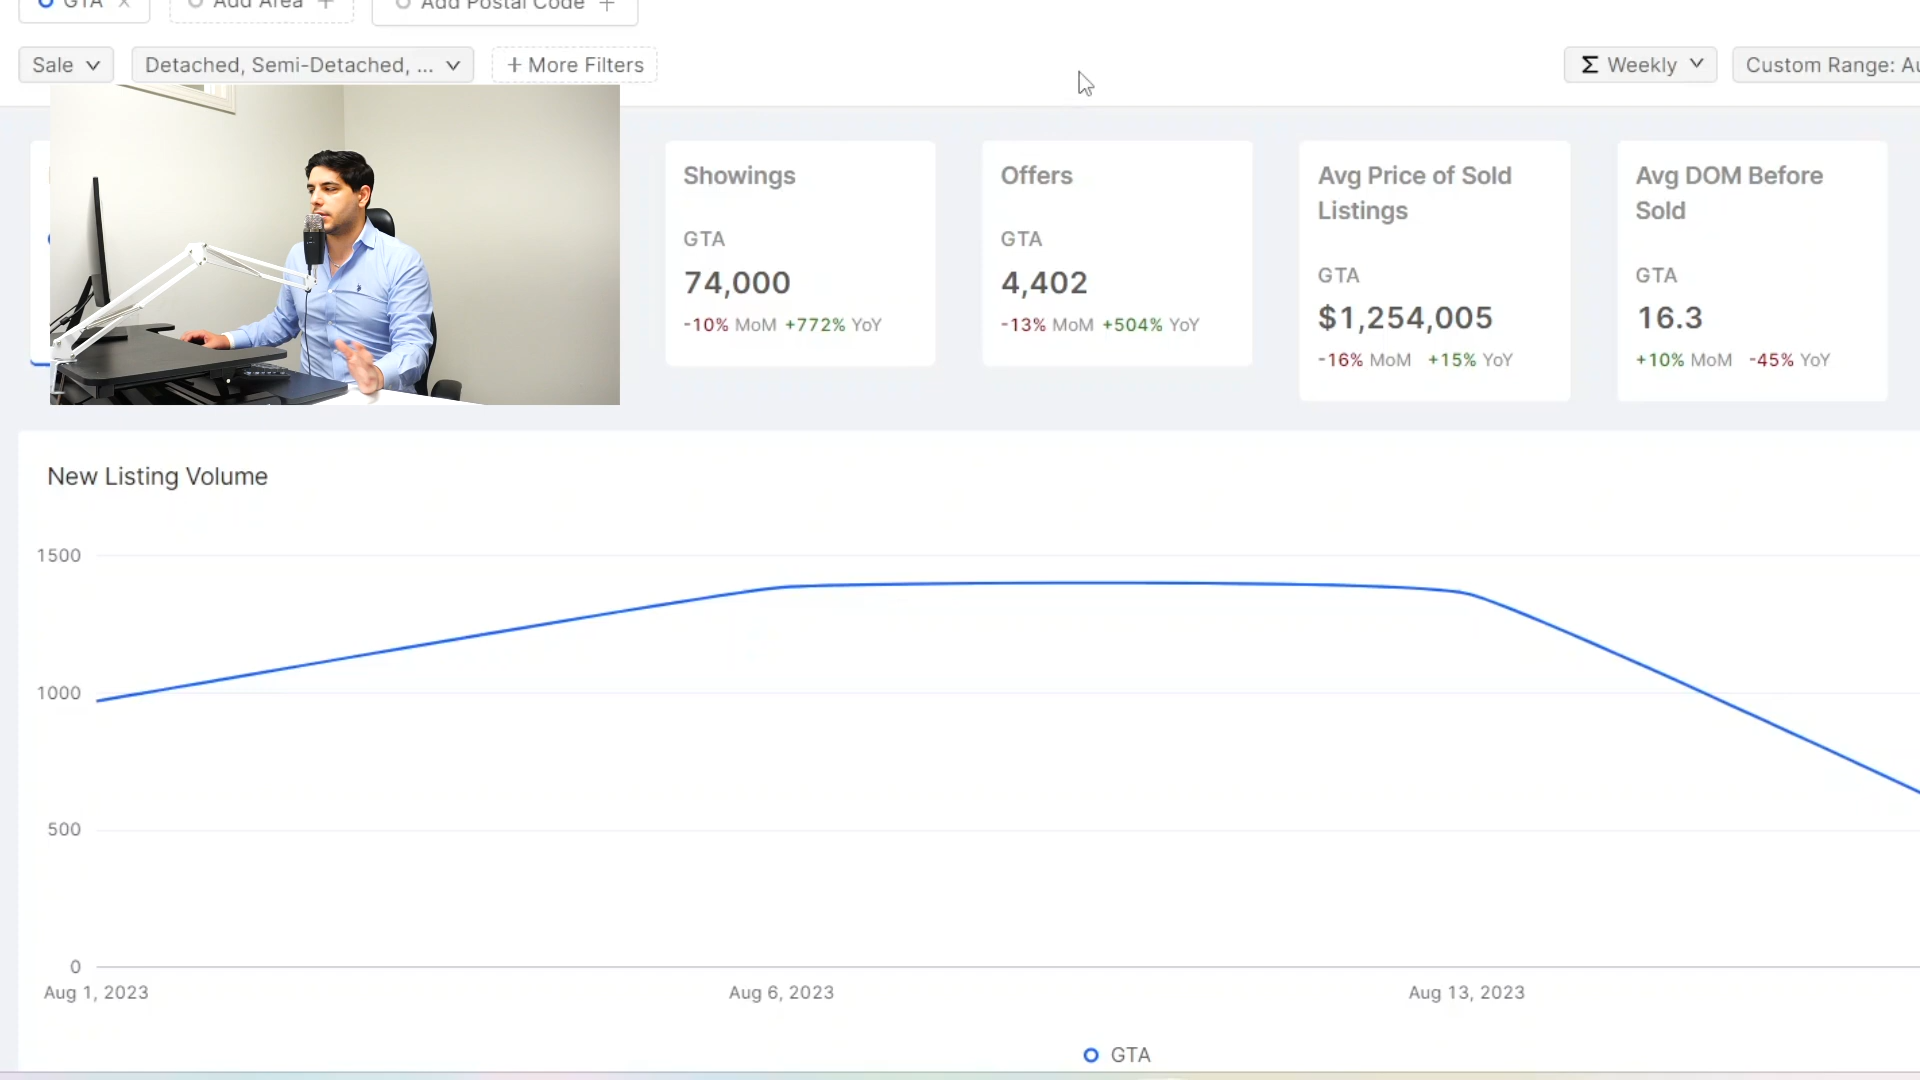 GTA ×
Add Area +
Add Postal Code +
Sale
Detached, Semi-Detached, ...
+ More Filters
Σ Weekly
Custom Range: Au
Showings
GTA
74,000
-10% MoM +772% YoY
Offers
GTA
4,402
-13% MoM +504% YoY
Avg Price of Sold
Listings
GTA
$1,254,005
-16% MoM +15% YoY
Avg DOM Before
Sold
GTA
16.3
+10% MoM -45% YoY
New Listing Volume
1500
1000
500
0
Aug 1, 2023
Aug 6, 2023
Aug 13, 2023
GTA